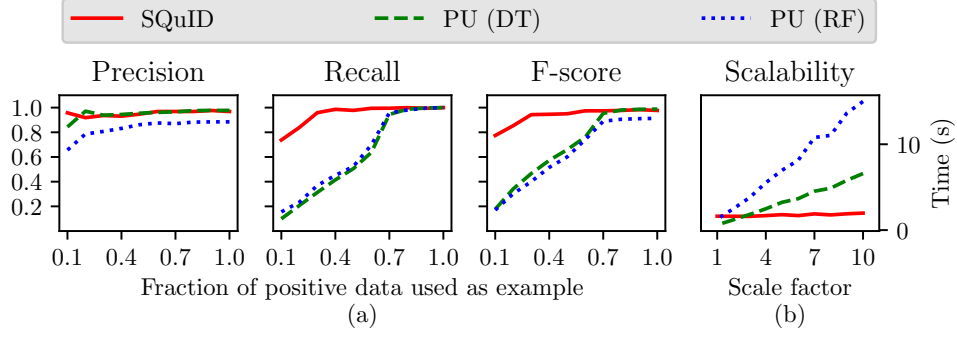 SQuID PU (DT) PU (RF)
Precision Recall F-score Scalability
1.0
0.8
0.6
0.4
0.2
10
0
Time (s)
0.1 0.4 0.7 1.0 0.1 0.4 0.7 1.0 0.1 0.4 0.7 1.0 1 4 7 10
Fraction of positive data used as example Scale factor
(a) (b)